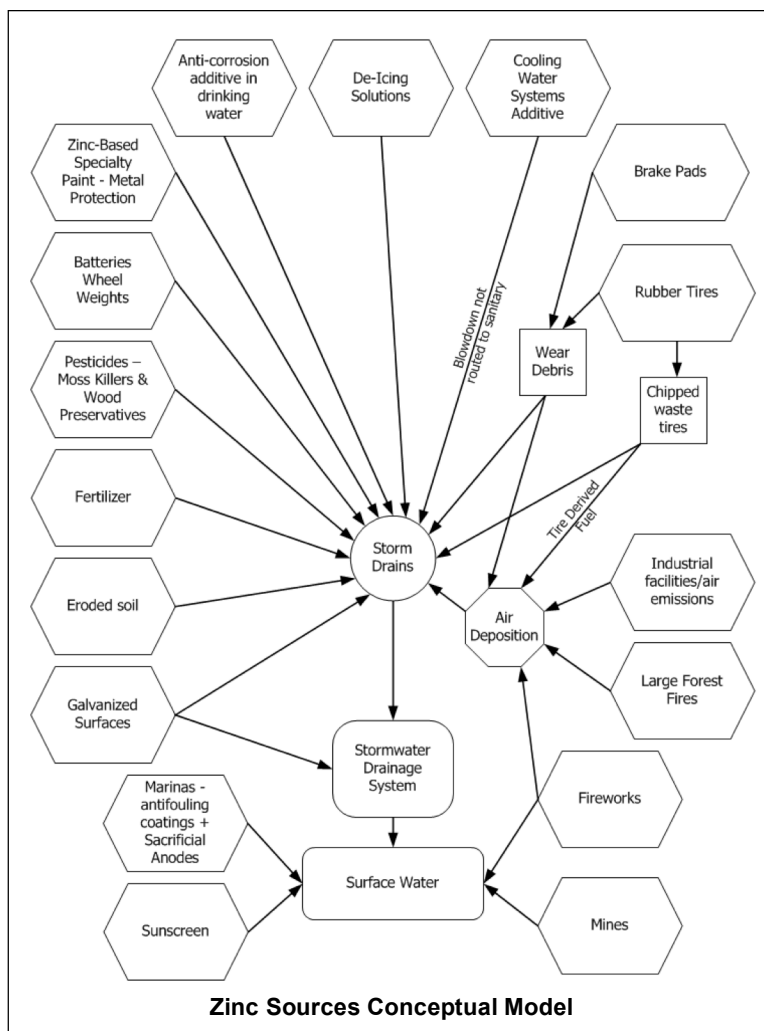 Anti-corrosion
additive in
drinking
water
De-Icing
Solutions
Cooling
Water
Systems
Additive
Zinc-Based
Specialty
Paint - Metal
Protection
Brake Pads
Batteries
Wheel
Weights
Rubber Tires
Blowdown not
routed to sanitary
Wear
Debris
Pesticides –
Moss Killers &
Wood
Preservatives
Chipped
waste
tires
Fertilizer
Tire Derived
Fuel
Storm
Drains
Industrial
facilities/air
emissions
Eroded soil
Air
Deposition
Large Forest
Fires
Galvanized
Surfaces
Stormwater
Drainage
System
Marinas -
antifouling
coatings +
Sacrificial
Anodes
Fireworks
Surface Water
Sunscreen
Mines
Zinc Sources Conceptual Model